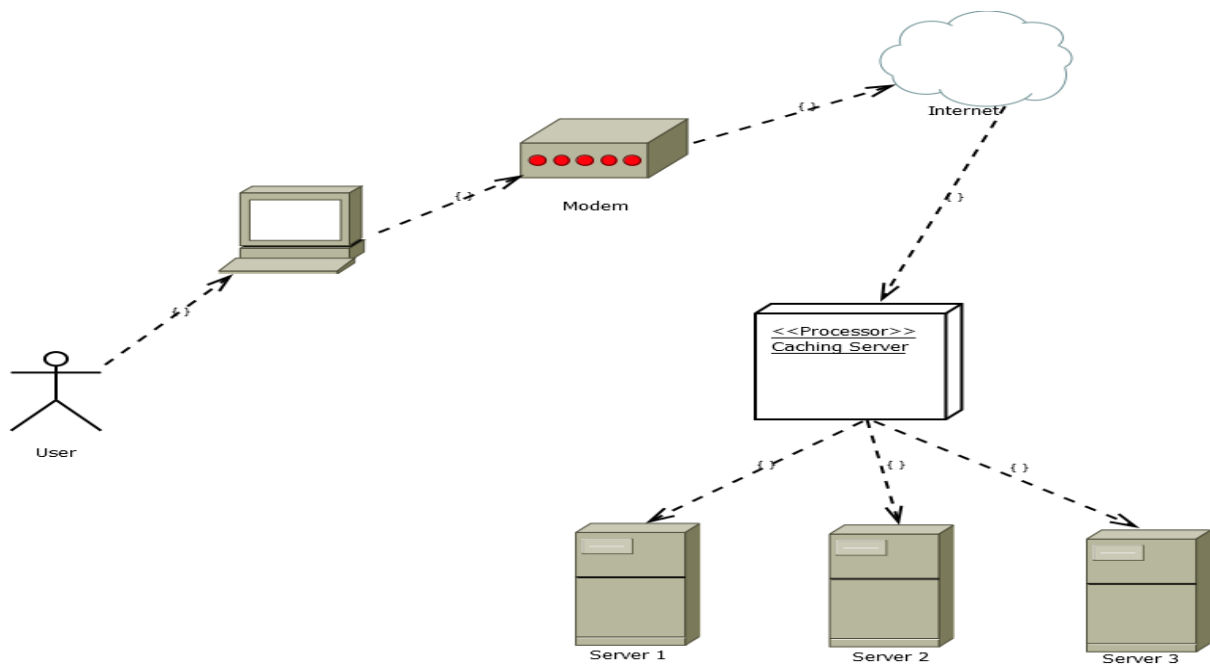 Internet
{ }
{ }
Modem
{ }
{ }
<<Processor>>
Caching Server
User
{ }
{ }
{ }
Server 1
Server 2
Server 3